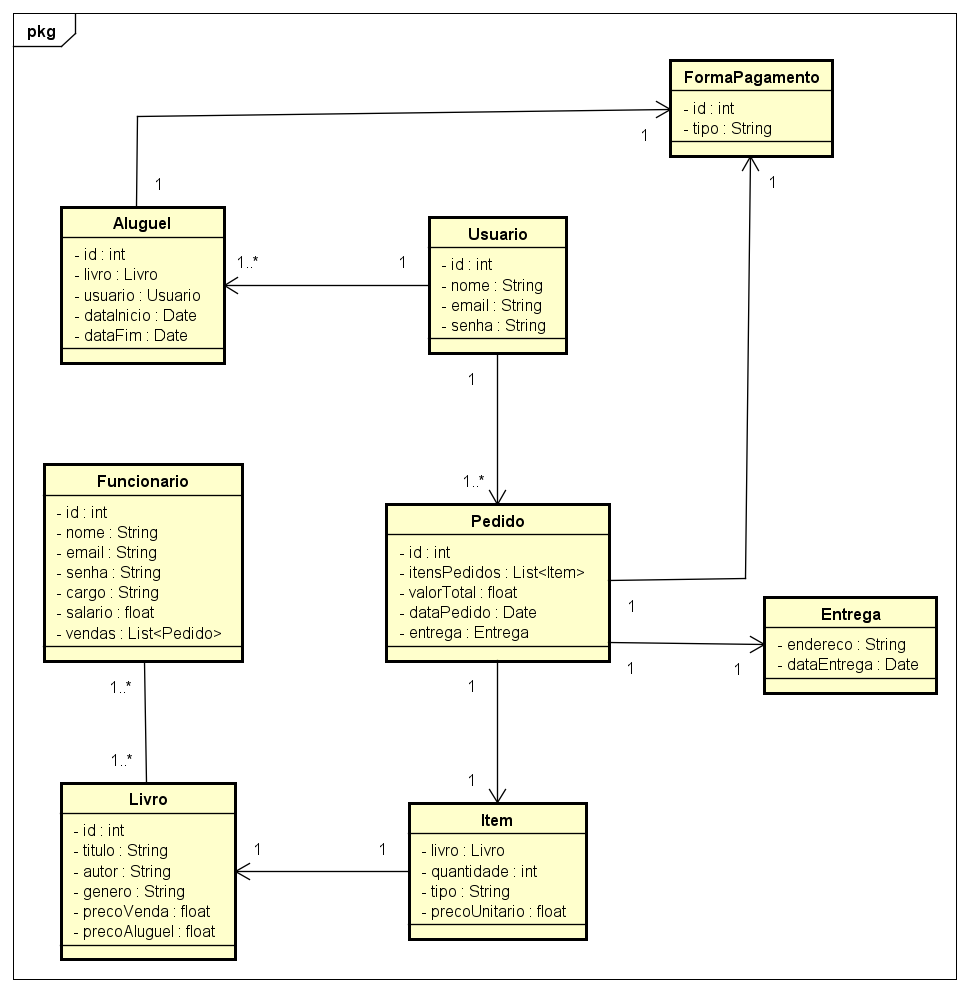 pkg
FormaPagamento
- id : int
- tipo : String
1
1
1
Aluguel
- id : int
- livro : Livro
- usuario : Usuario
- dataInicio : Date
- dataFim : Date
1..*
1
Usuario
- id : int
- nome : String
- email : String
- senha : String
1
1..*
Funcionario
- id : int
- nome : String
- email : String
- senha : String
- cargo : String
- salario : float
- vendas : List<Pedido>
Pedido
- id : int
- itensPedidos : List<Item>
- valorTotal : float
- dataPedido : Date
- entrega : Entrega
1
1
1
Entrega
- endereco : String
- dataEntrega : Date
1..*
1..*
1
1
Livro
- id : int
- titulo : String
- autor : String
- genero : String
- precoVenda : float
- precoAluguel : float
1
1
Item
- livro : Livro
- quantidade : int
- tipo : String
- precoUnitario : float